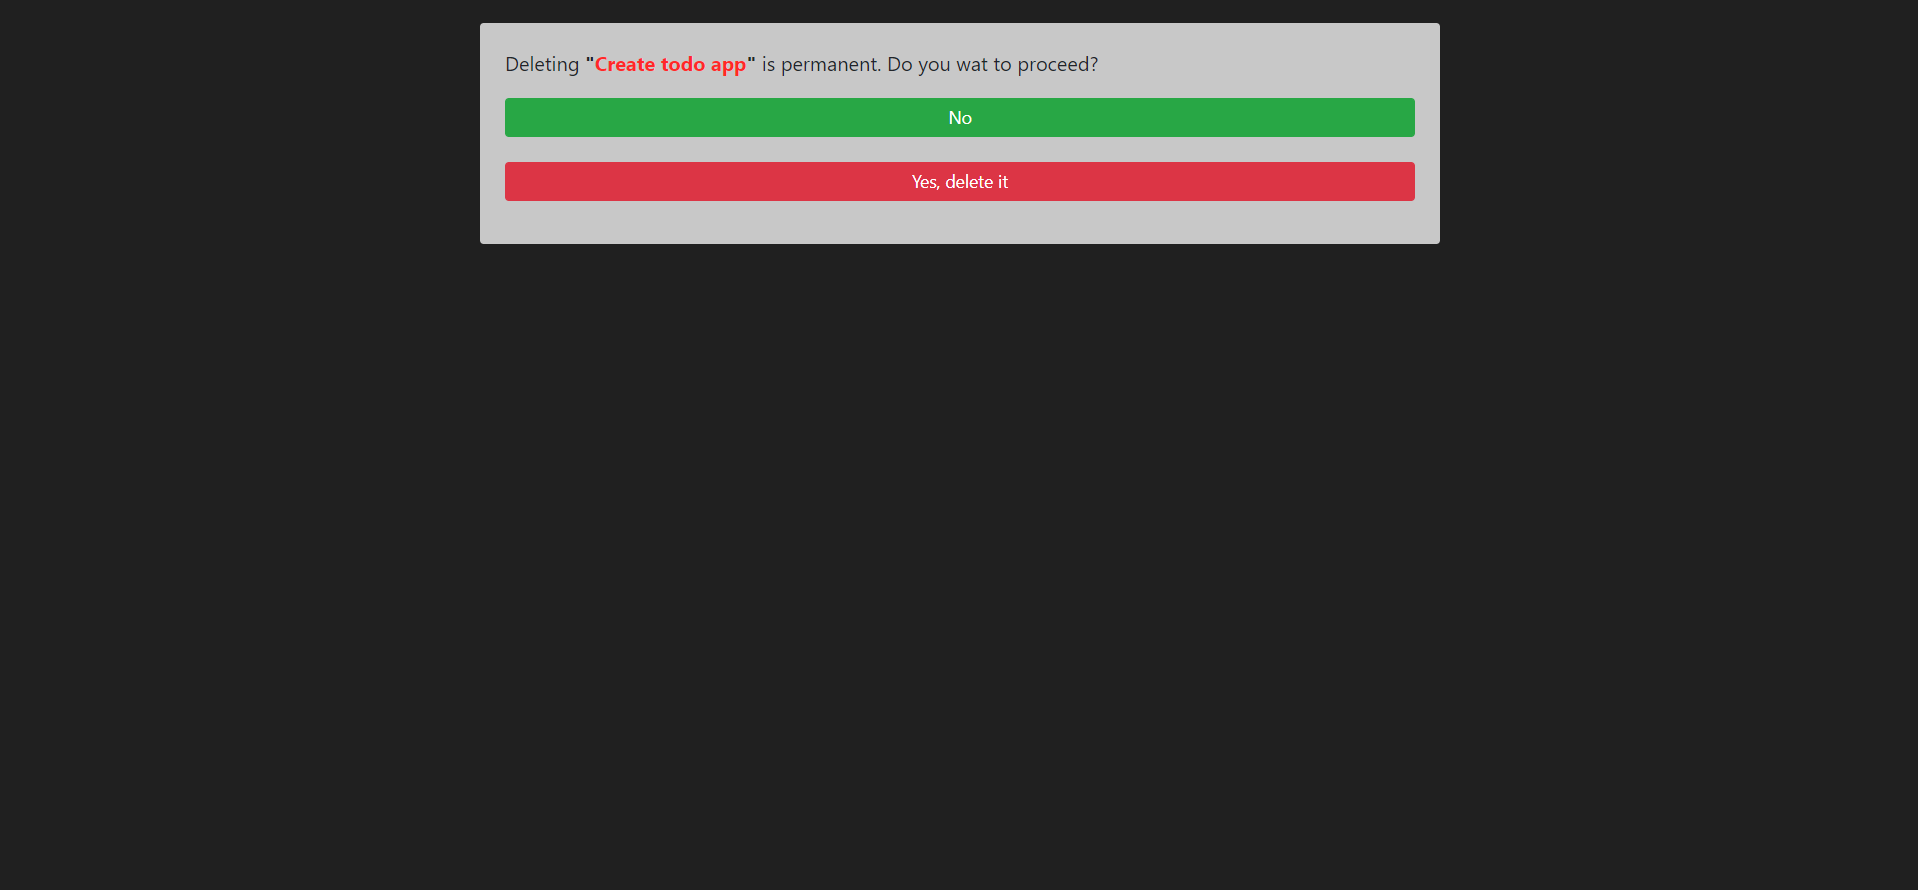 Deleting "Create todo app" is permanent. Do you wat to proceed?
No
Yes, delete it